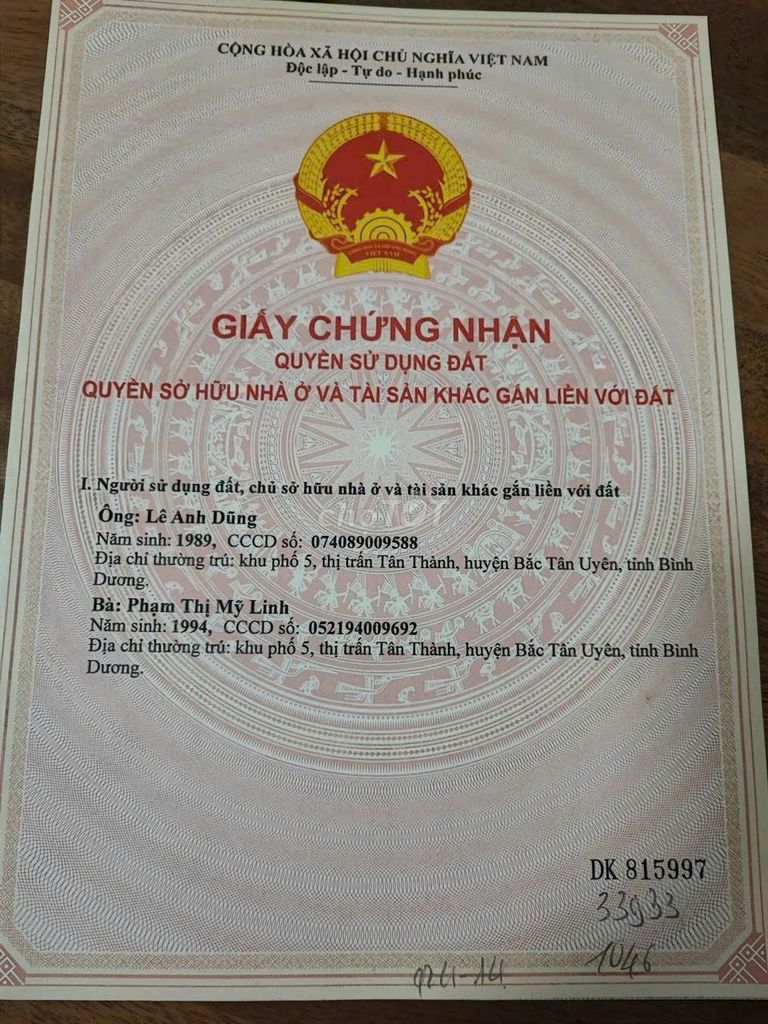 CỘNG HÒA XÃ HỘI CHỦ NGHĨA VIỆT NAM
Độc lập - Tự do - Hạnh phúc
VIỆT NAM
GIẤY CHỨNG NHẬN
QUYỀN SỬ DỤNG ĐẤT
QUYỀN SỞ HỮU NHÀ Ở VÀ TÀI SẢN KHÁC GẮN LIỀN VỚI ĐẤT
I. Người sử dụng đất, chủ sở hữu nhà ở và tài sản khác gắn liền với đất
Ông: Lê Anh Dũng
Năm sinh: 1989, CCCD số: 074089009588
Địa chỉ thường trú: khu phố 5, thị trấn Tân Thành, huyện Bắc Tân Uyên, tỉnh Bình
Dương.
Bà: Phạm Thị Mỹ Linh
Năm sinh: 1994, CCCD số: 052194009692
Địa chỉ thường trú: khu phố 5, thị trấn Tân Thành, huyện Bắc Tân Uyên, tỉnh Bình
Dương.
DK 815997
33933
1046